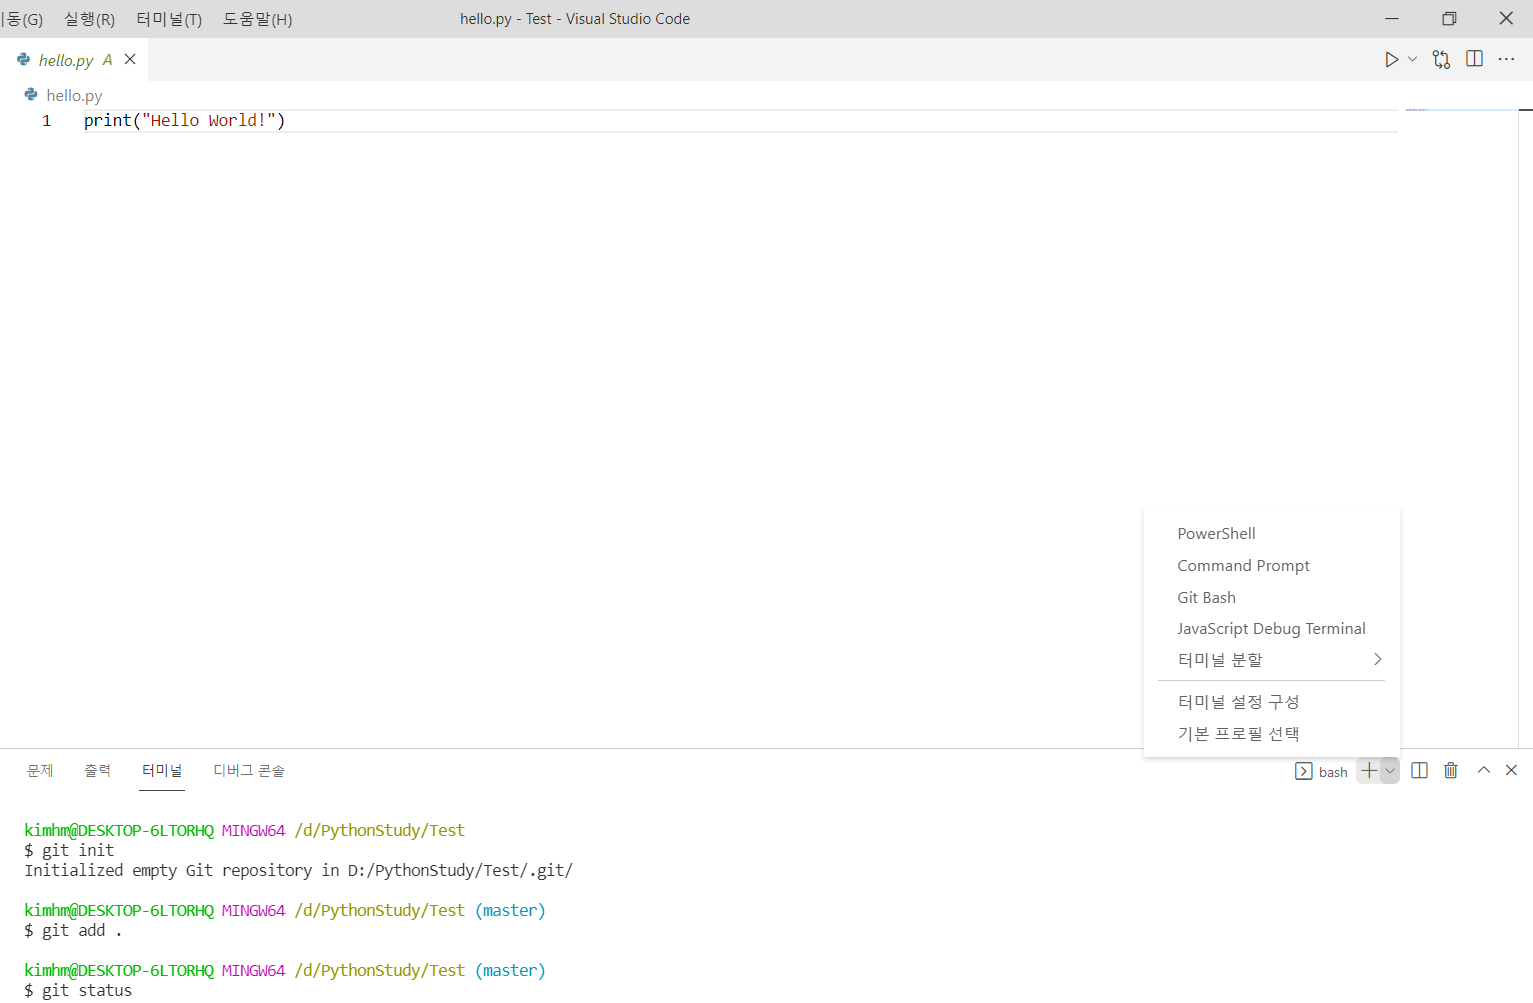 이동(G) 실행(R) 터미널(T) 도움말(H) hello.py - Test - Visual Studio Code
hello.py A
hello.py
1 print("Hello World!")
PowerShell
Command Prompt
Git Bash
JavaScript Debug Terminal
터미널 분할
터미널 설정 구성
기본 프로필 선택
문제 출력 터미널 디버그 콘솔 bash
kimhm@DESKTOP-6LTORHQ MINGW64 /d/PythonStudy/Test
$ git init
Initialized empty Git repository in D:/PythonStudy/Test/.git/
kimhm@DESKTOP-6LTORHQ MINGW64 /d/PythonStudy/Test (master)
$ git add .
kimhm@DESKTOP-6LTORHQ MINGW64 /d/PythonStudy/Test (master)
$ git status